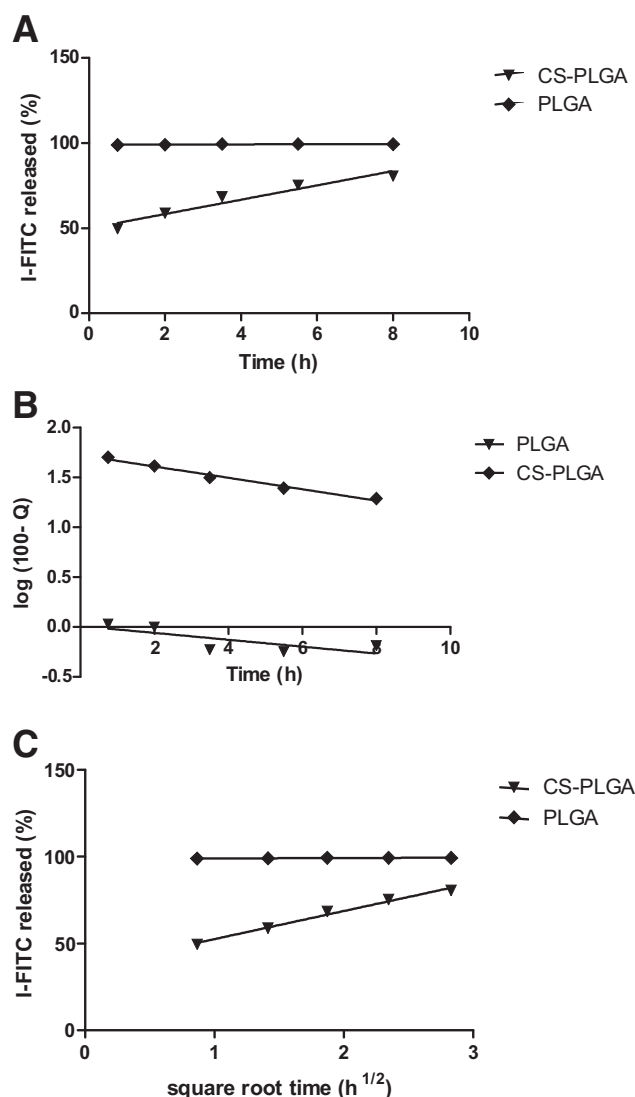 A
150
100
50
0
I-FITC released (%)
0 2 4 6 8 10
Time (h)
CS-PLGA
PLGA
B
2.0
1.5
1.0
0.5
0.0
-0.5
log (100- Q)
2 4 6 8 10
Time (h)
PLGA
CS-PLGA
C
150
100
50
0
I-FITC released (%)
0 1 2 3
square root time (h 1/2)
CS-PLGA
PLGA